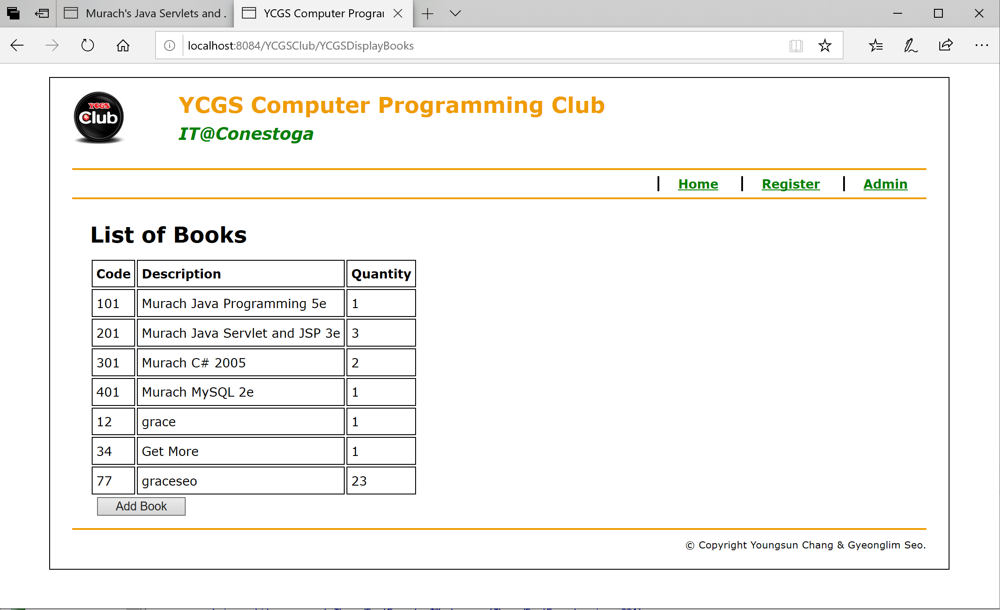 Murach's Java Servlets and
YCGS Computer Progra
localhost:8084/YCGSClub/YCGSDisplayBooks
YCGS
Club
YCGS Computer Programming Club
IT@Conestoga
Home
Register
Admin
List of Books
Code Description Quantity
101 Murach Java Programming 5e 1
201 Murach Java Servlet and JSP 3e 3
301 Murach C# 2005 2
401 Murach MySQL 2e 1
12 grace 1
34 Get More 1
77 graceseo 23
Add Book
© Copyright Youngsun Chang & Gyeonglim Seo.